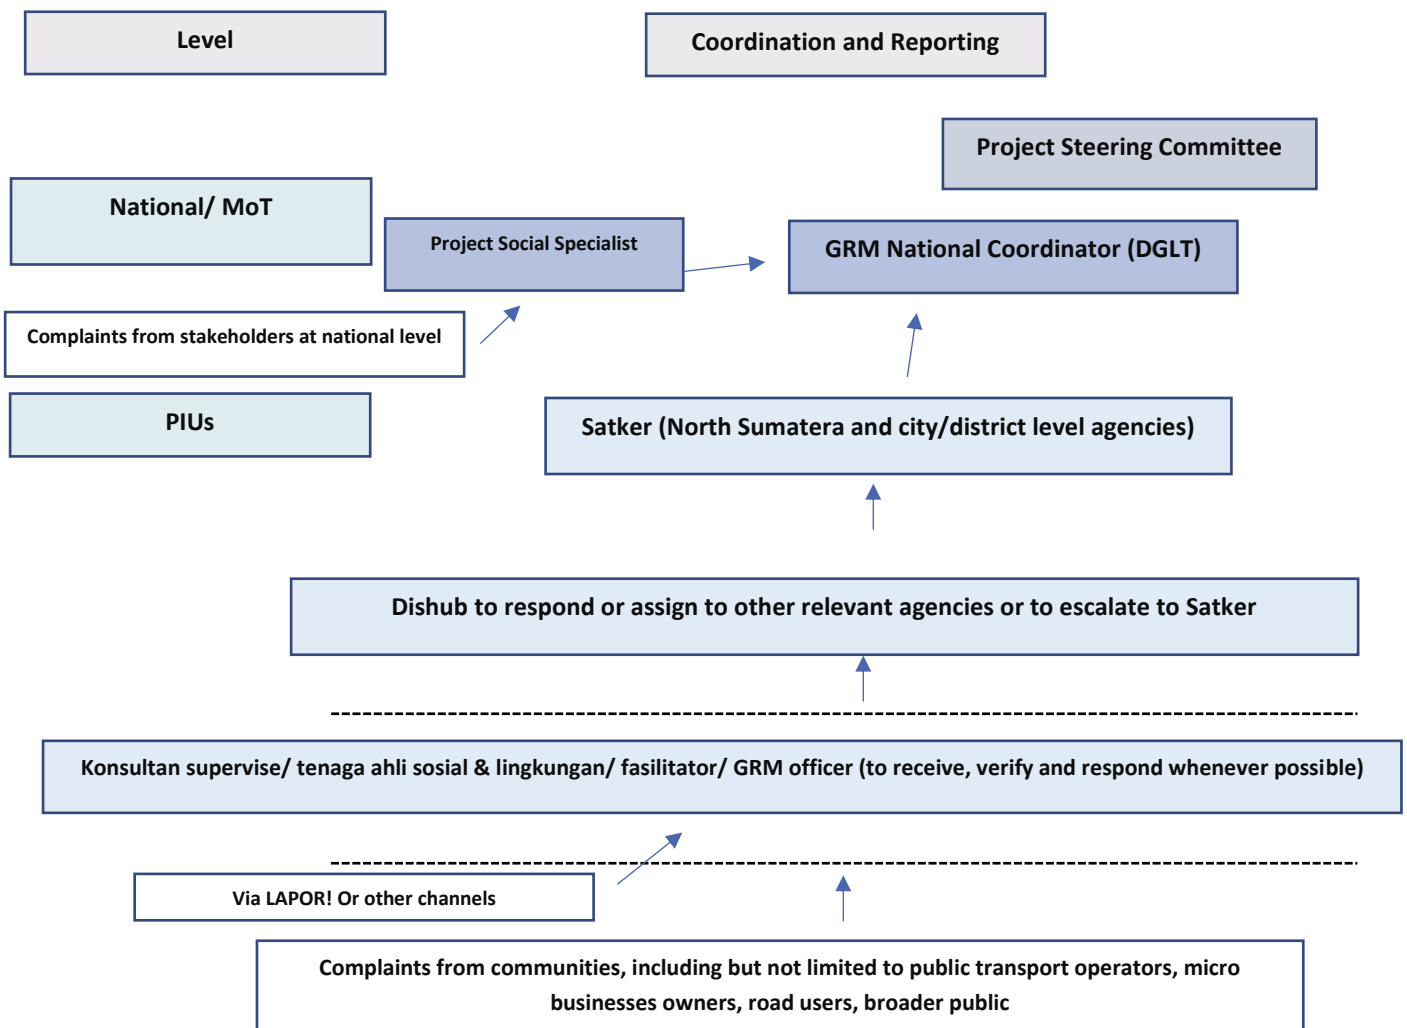 Level
Coordination and Reporting
Project Steering Committee
National/ MoT
Project Social Specialist
GRM National Coordinator (DGLT)
Complaints from stakeholders at national level
PIUs
Satker (North Sumatera and city/district level agencies)
Dishub to respond or assign to other relevant agencies or to escalate to Satker
Konsultan supervise/ tenaga ahli sosial & lingkungan/ fasilitator/ GRM officer (to receive, verify and respond whenever possible)
Via LAPOR! Or other channels
Complaints from communities, including but not limited to public transport operators, micro
businesses owners, road users, broader public